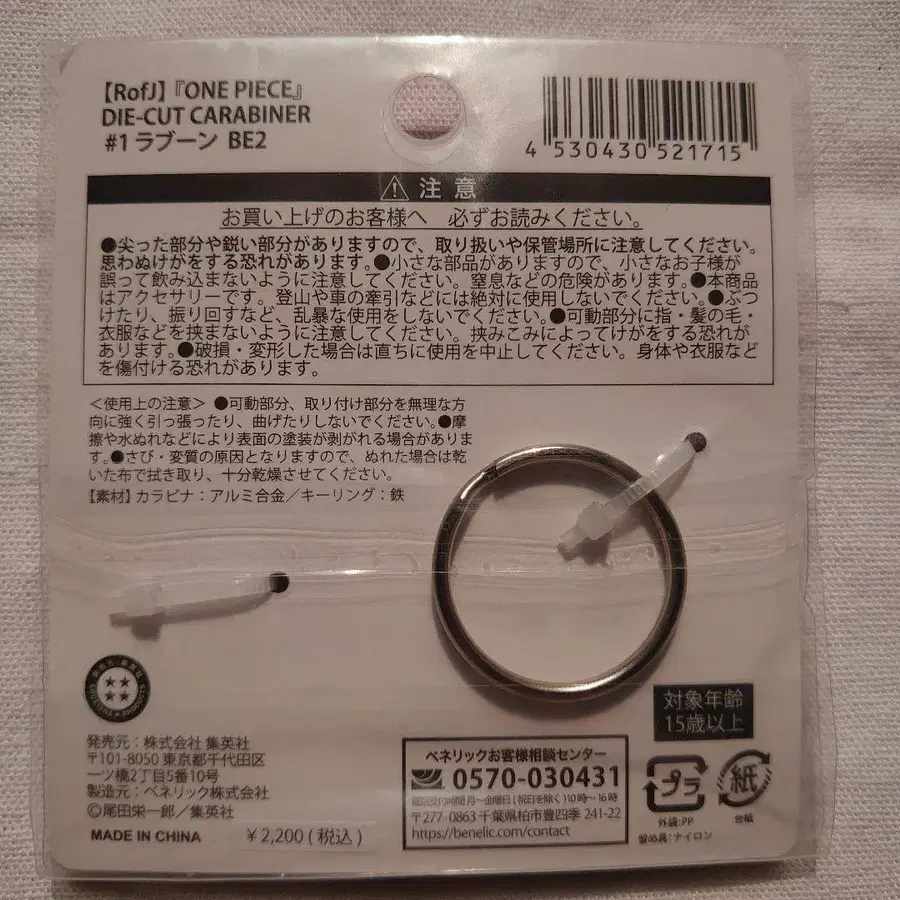 【RofJ】『ONE PIECE』
DIE-CUT CARABINER
#1 ラブーン BE2
4 530430 521715
注意
お買い上げのお客様へ 必ずお読みください。
●尖った部分や鋭い部分がありますので、取り扱いや保管場所に注意してください。
思わぬけがをする恐れがあります。●小さな部品がありますので、小さなお子様が
誤って飲み込まないように注意してください。窒息などの危険があります。●本商品
はアクセサリーです。登山や車の牽引などには絶対に使用しないでください。●ぶつ
けたり、振り回すなど、乱暴な使用をしないでください。●可動部分に指・髪の毛・
衣服などを挟まないように注意してください。挟みこみによってけがをする恐れが
あります。●破損・変形した場合は直ちに使用を中止してください。身体や衣服など
を傷付ける恐れがあります。
＜使用上の注意＞ ●可動部分、取り付け部分を無理な方
向に強く引っ張ったり、曲げたりしないでください。●摩
擦や水ぬれなどにより表面の塗装が剥がれる場合がありま
す。●さび・変質の原因となりますので、ぬれた場合は乾
いた布で拭き取り、十分乾燥させてください。
【素材】カラビナ：アルミ合金／キーリング：鉄
対象年齢
15歳以上
発売元：株式会社 集英社
〒101-8050 東京都千代田区
一ツ橋2丁目5番10号
製造元：ベネリック株式会社
©尾田栄一郎／集英社
MADE IN CHINA
￥2,200(税込)
ベネリックお客様相談センター
0570-030431
電話受付時間 月〜金曜日(祝日を除く)10時〜16時
〒277-0863 千葉県柏市豊四季 241-22
https://benelic.com/contact
プラ
外袋:PP
留め具:ナイロン
紙
台紙